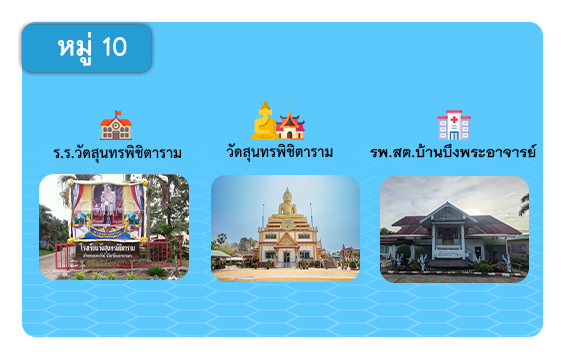 หมู่ 10
ร.ร.วัดสุนทรพิชิตาราม
วัดสุนทรพิชิตาราม
รพ.สต.บ้านบึงพระอาจารย์
โรงเรียนวัดสุนทรพิชิตาราม